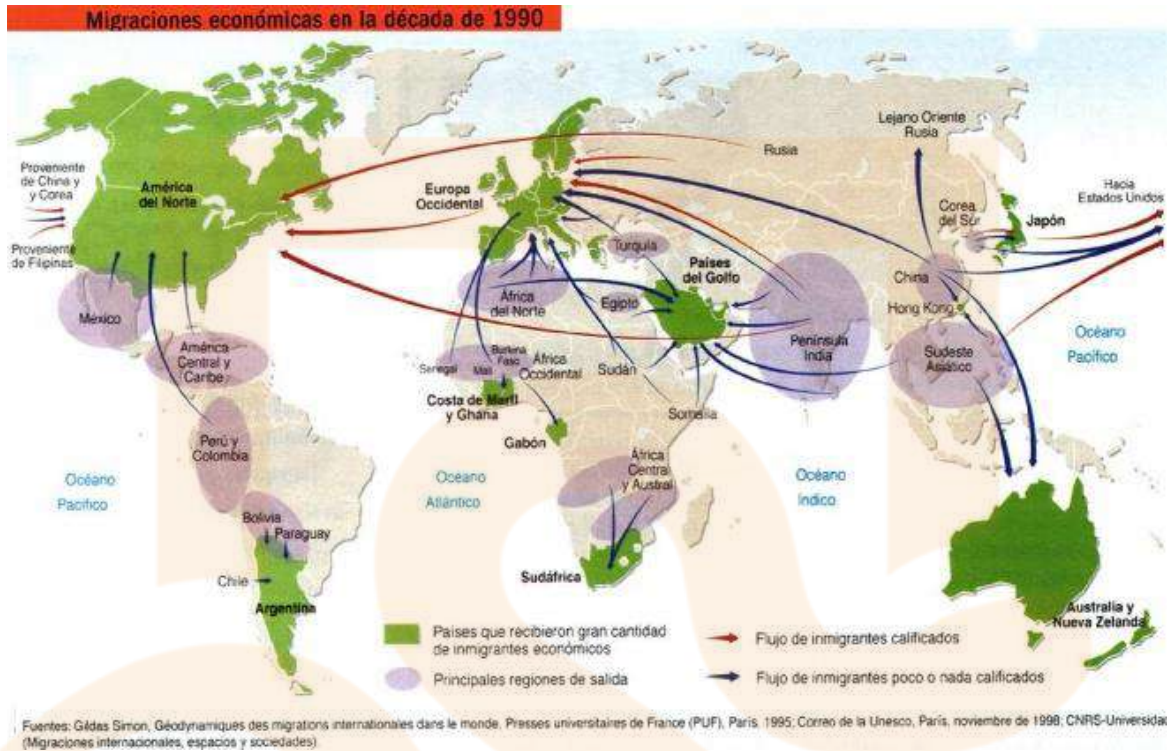 Migraciones económicas en la década de 1990
Proveniente
de China y
y Corea
Proveniente
de Filipinas
América
del Norte
México
América
Central y
Caribe
Perú y
Colombia
Océano
Pacífico
Bolivia
Paraguay
Chile
Argentina
Europa
Occidental
Rusia
Lejano Oriente
Rusia
Turquía
Países
del Golfo
África
del Norte
Egipto
Senegal
Mali
Burkina
Faso
África
Occidental
Sudán
Costa de Marfil
y Ghana
Gabón
Somalia
Océano
Atlántico
África
Central
y Austral
Sudáfrica
Península
India
Océano
Indico
Corea
del Sur
Japón
Hacia
Estados Unidos
China
Hong Kong
Sudeste
Asiático
Océano
Pacífico
Australia y
Nueva Zelanda
Países que recibieron gran cantidad
de inmigrantes económicos
Principales regiones de salida
Flujo de inmigrantes calificados
Flujo de inmigrantes poco o nada calificados
Fuentes: Gédas Simon, Géodynamiques des migrations internationales dans le monde. Presses universitaires de France (PUF), París, 1995; Correo de la Unesco, París, noviembre de 1998; CNRS-Universidad
(Migraciones internacionales, espacios y sociedades)